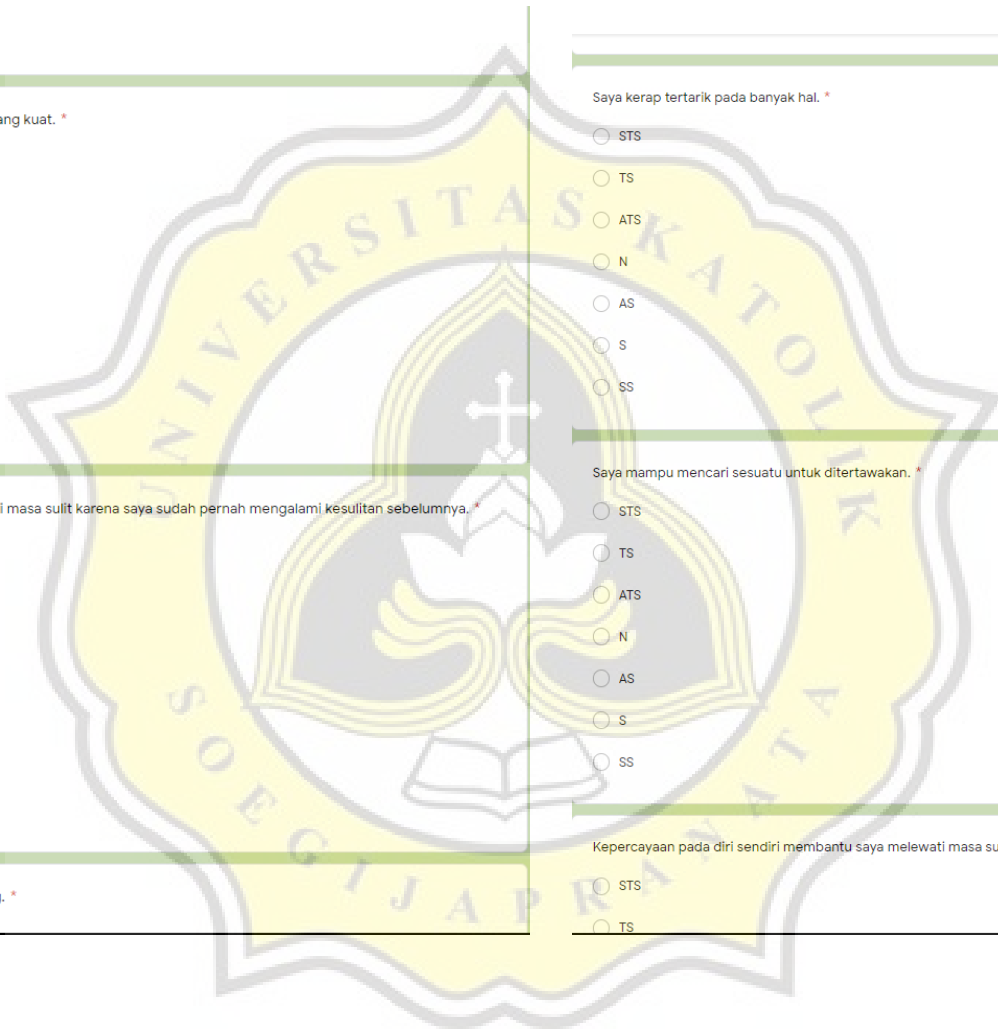 ang kuat. *
i masa sulit karena saya sudah pernah mengalami kesulitan sebelumnya. *
. *
Saya kerap tertarik pada banyak hal. *
STS
TS
ATS
N
AS
S
SS
Saya mampu mencari sesuatu untuk ditertawakan. *
STS
TS
ATS
N
AS
S
SS
Kepercayaan pada diri sendiri membantu saya melewati masa su
STS
TS
UNIVERSITAS KATOLIK
SOEGIJAPRANATA